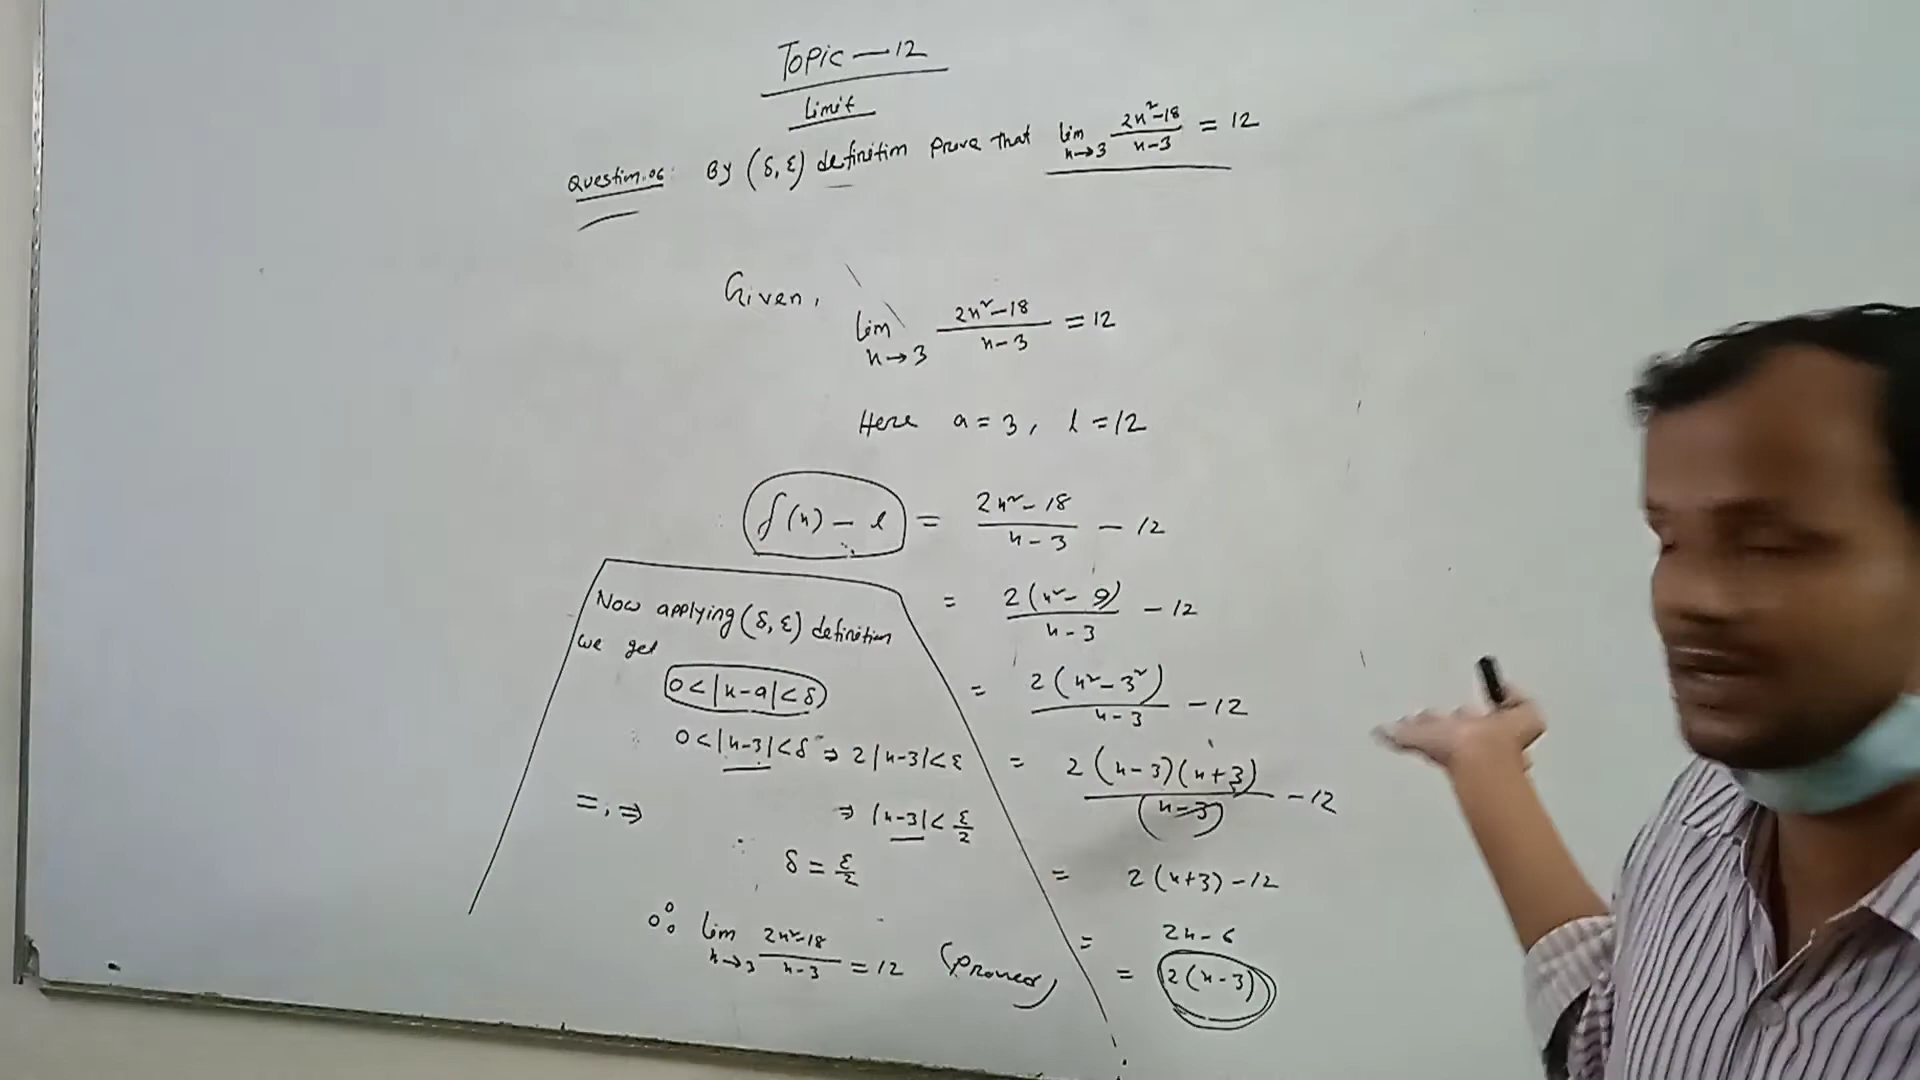 Topic — 12
Limit
Question.06: By (δ, ε) definition prove that lim x→3 (2x²-18)/(x-3) = 12
Given,
lim x→3 (2x²-18)/(x-3) = 12
Here a = 3, l = 12
f(x) - l = (2x²-18)/(x-3) - 12
= 2(x²-9)/(x-3) - 12
= 2(x²-3²)/(x-3) - 12
= 2(x-3)(x+3)/(x-3) - 12
= 2(x+3) - 12
= 2x - 6
= 2(x-3)
Now applying (δ, ε) definition
we get
0 < |x-a| < δ
0 < |x-3| < δ ⇒ 2|x-3| < ε
=, ⇒
⇒ |x-3| < ε/2
δ = ε/2
∴ lim x→3 (2x²-18)/(x-3) = 12 (proved)